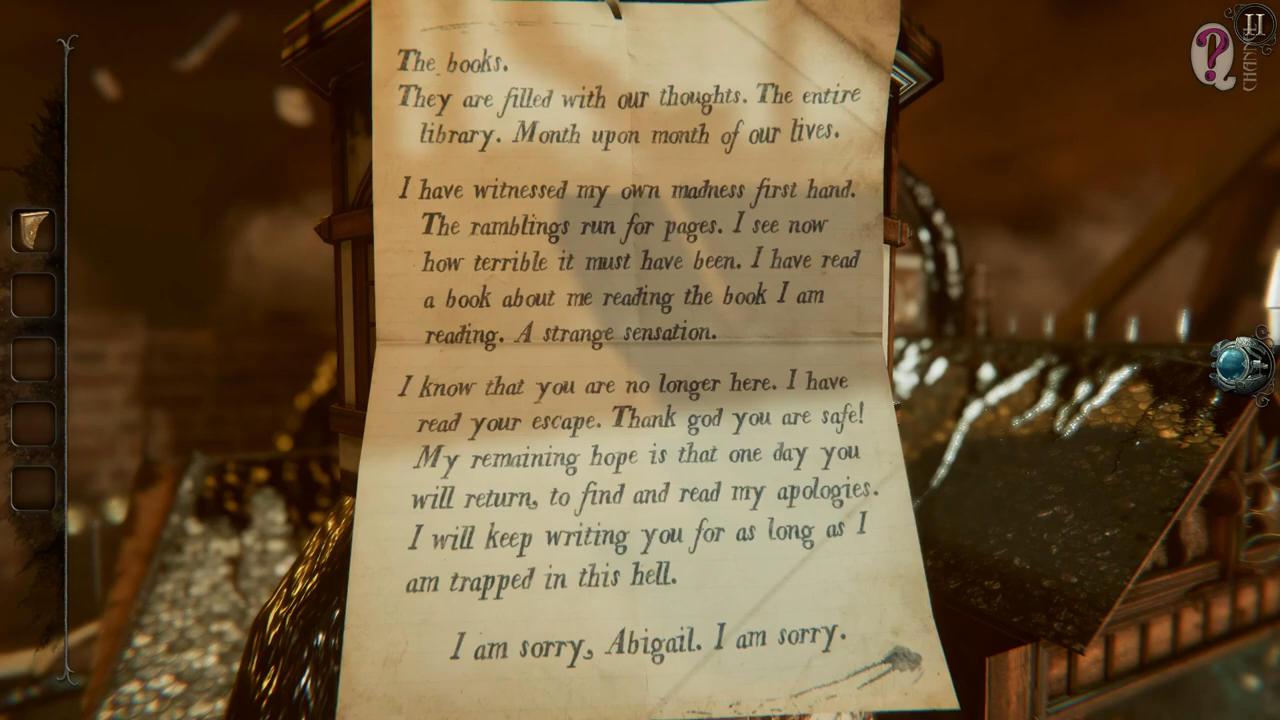 The books.
They are filled with our thoughts. The entire
library. Month upon month of our lives.
I have witnessed my own madness first hand.
The ramblings run for pages. I see now
how terrible it must have been. I have read
a book about me reading the book I am
reading. A strange sensation.
I know that you are no longer here. I have
read your escape. Thank god you are safe!
My remaining hope is that one day you
will return, to find and read my apologies.
I will keep writing you for as long as I
am trapped in this hell.
I am sorry, Abigail. I am sorry.
?
CHANNEL